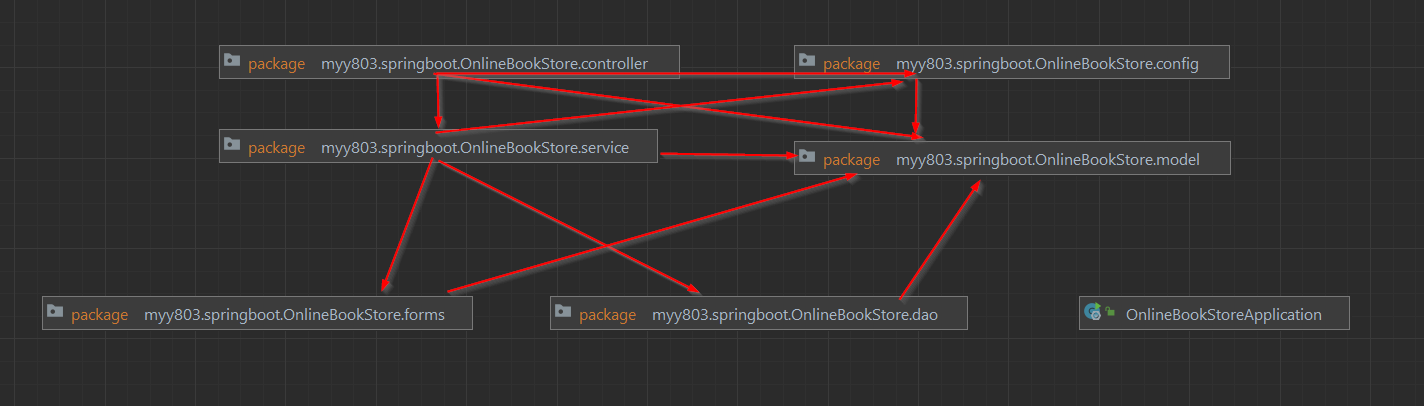 package myy803.springboot.OnlineBookStore.controller
package myy803.springboot.OnlineBookStore.config
package myy803.springboot.OnlineBookStore.service
package myy803.springboot.OnlineBookStore.model
package myy803.springboot.OnlineBookStore.forms
package myy803.springboot.OnlineBookStore.dao
OnlineBookStoreApplication